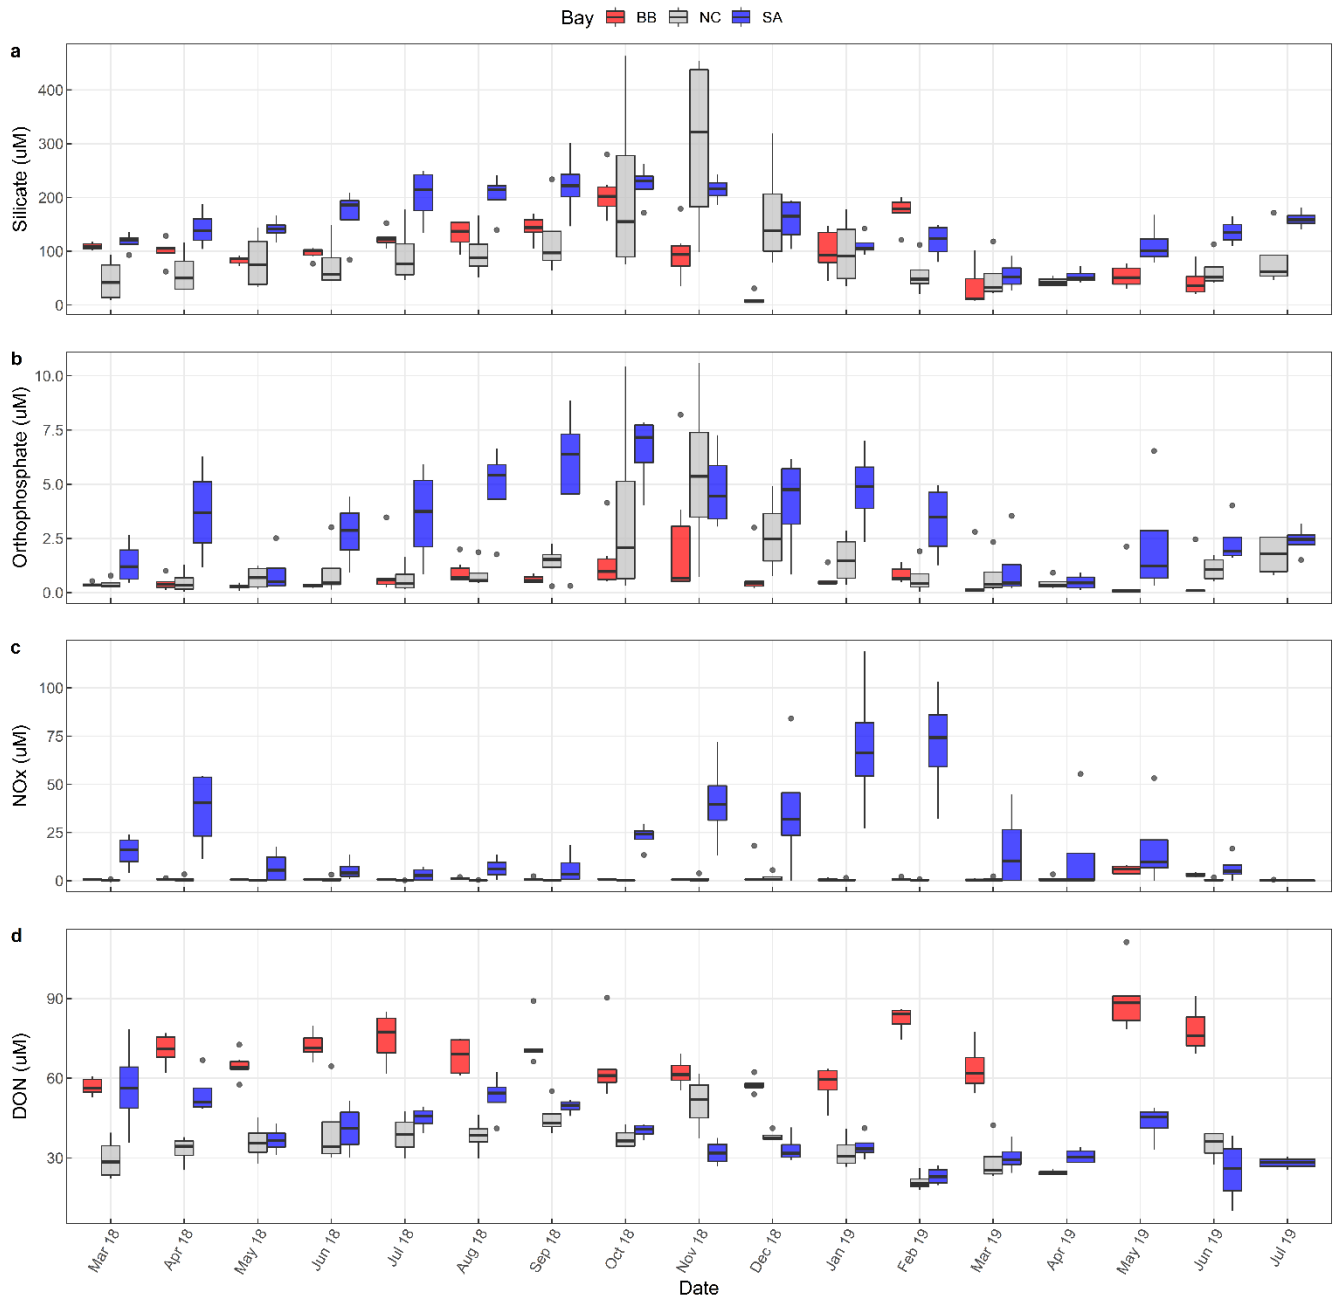 Bay BB NC SA
a
Silicate (uM)
400
300
200
100
0
b
Orthophosphate (uM)
10.0
7.5
5.0
2.5
0.0
c
NOx (uM)
100
75
50
25
0
d
DON (uM)
90
60
30
Mar 18 Apr 18 May 18 Jun 18 Jul 18 Aug 18 Sep 18 Oct 18 Nov 18 Dec 18 Jan 19 Feb 19 Mar 19 Apr 19 May 19 Jun 19 Jul 19
Date